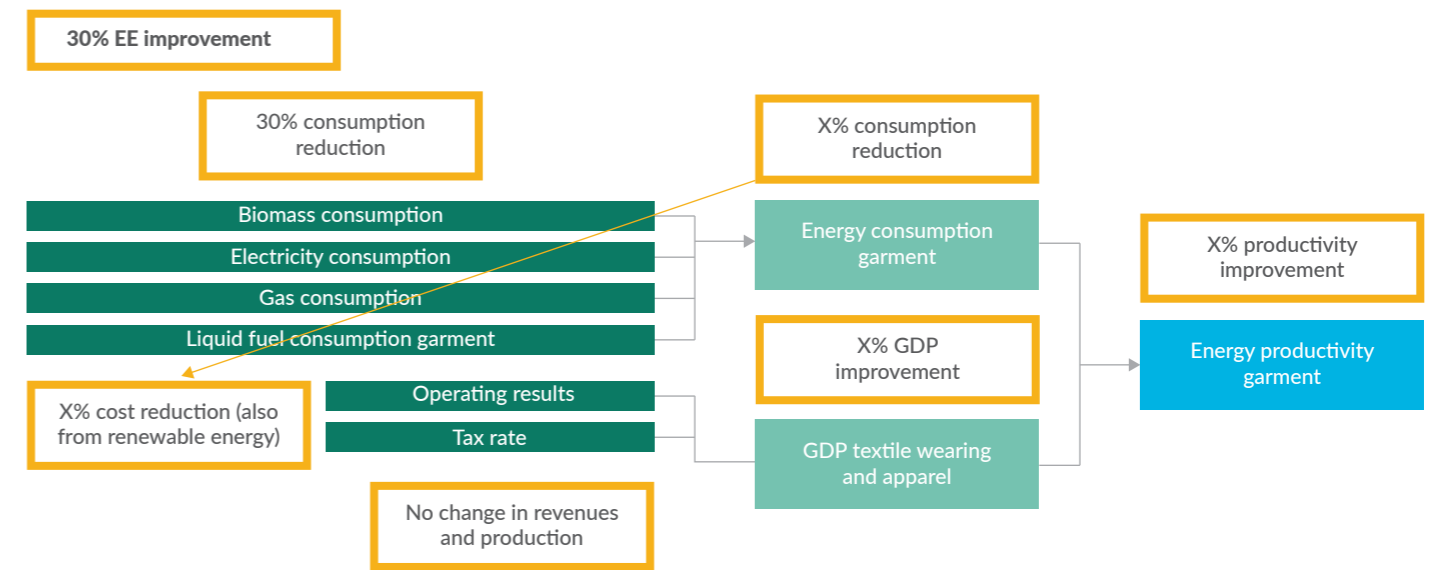 30% EE improvement
30% consumption
reduction
X% consumption
reduction
Biomass consumption
Electricity consumption
Gas consumption
Liquid fuel consumption garment
Energy consumption
garment
X% productivity
improvement
X% GDP
improvement
Energy productivity
garment
X% cost reduction (also
from renewable energy)
Operating results
Tax rate
GDP textile wearing
and apparel
No change in revenues
and production